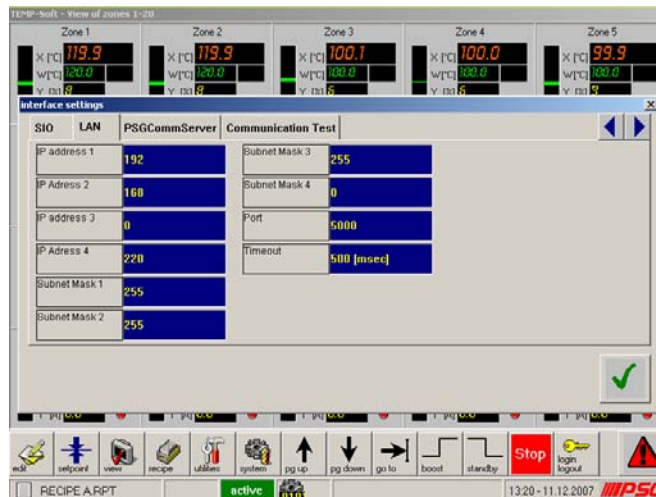 TEMP-Soft - View of zones 1-20
Zone 1 Zone 2 Zone 3 Zone 4 Zone 5
X [°C] 119.9 X [°C] 119.9 X [°C] 100.1 X [°C] 100.0 X [°C] 99.9
W[°C] 120.0 W[°C] 120.0 W[°C] 100.0 W[°C] 100.0 W[°C] 100.0
interface settings X
SIO LAN PSGCommServer Communication Test
IP address 1 192 Subnet Mask 3 255
IP Adress 2 160 Subnet Mask 4 0
IP address 3 0 Port 5000
IP Adress 4 220 Timeout 500 [msec]
Subnet Mask 1 255
Subnet Mask 2 255
edit setpoint view recipe utilities system pg up pg down go to boost standby Stop login logout
RECIPE A.RPT active 13:20 - 11.12.2007 PSG